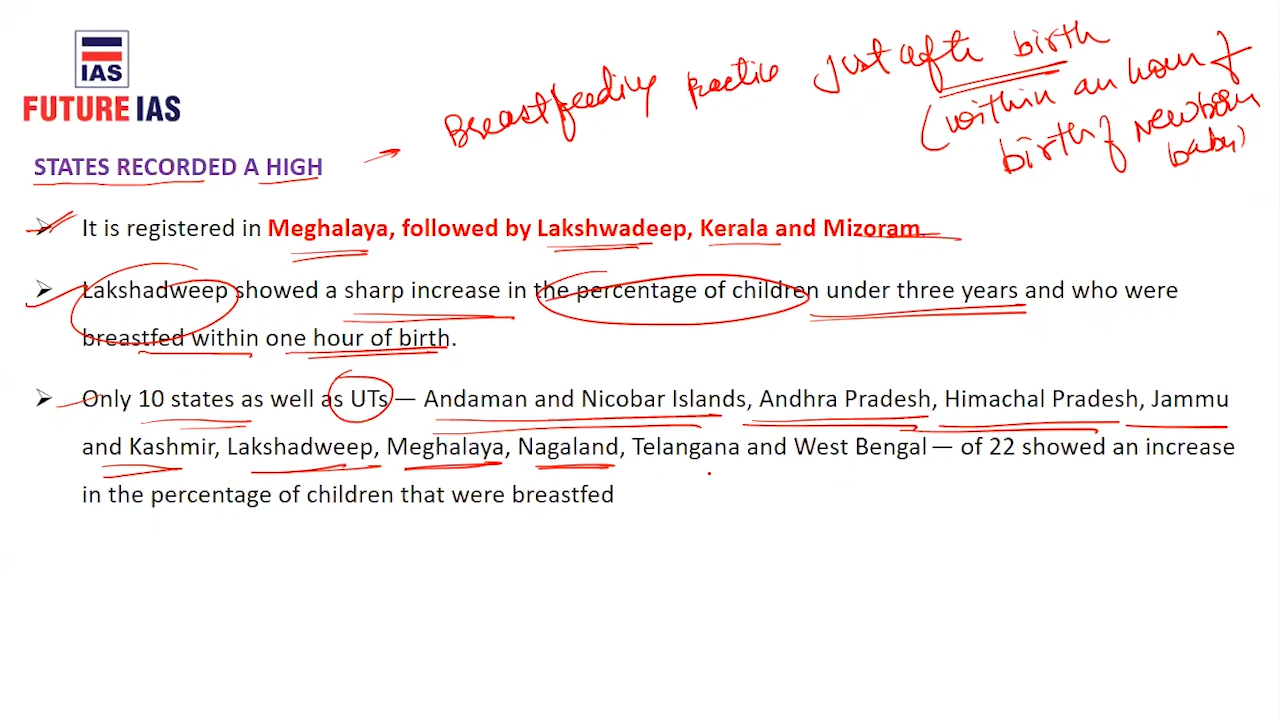 IAS
FUTURE IAS
Breastfeeding Practice Just after birth
(within an hour of
birth of Newborn
baby)
STATES RECORDED A HIGH
It is registered in Meghalaya, followed by Lakshwadeep, Kerala and Mizoram.
Lakshadweep showed a sharp increase in the percentage of children under three years and who were
breastfed within one hour of birth.
Only 10 states as well as UTs — Andaman and Nicobar Islands, Andhra Pradesh, Himachal Pradesh, Jammu
and Kashmir, Lakshadweep, Meghalaya, Nagaland, Telangana and West Bengal — of 22 showed an increase
in the percentage of children that were breastfed